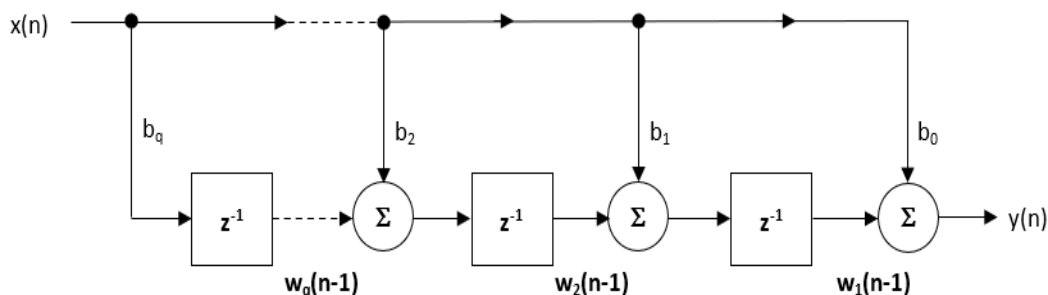 x(n)
b_q b_2 b_1 b_0
z⁻¹ Σ z⁻¹ Σ z⁻¹ Σ y(n)
w_q(n-1) w_2(n-1) w_1(n-1)